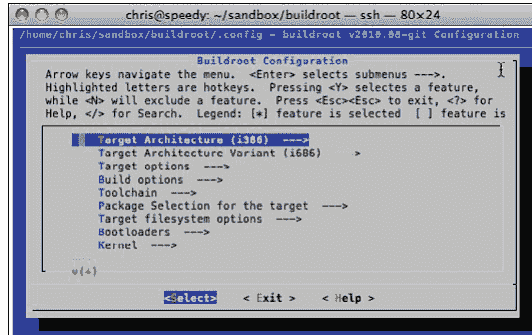 chris@speedy: ~/sandbox/buildroot — ssh — 80×24
/home/chris/sandbox/buildroot/.config - buildroot v2010.08-git Configuration
Buildroot Configuration
Arrow keys navigate the menu. <Enter> selects submenus --->.
Highlighted letters are hotkeys. Pressing <Y> selectes a feature,
while <N> will exclude a feature. Press <Esc><Esc> to exit, <?> for
Help, </> for Search. Legend: [*] feature is selected [ ] feature is
Target Architecture (i386) --->
Target Architecture Variant (i686) >
Target options --->
Build options --->
Toolchain --->
Package Selection for the target --->
Target filesystem options --->
Bootloaders --->
Kernel --->
v(+)
<Select> < Exit > < Help >